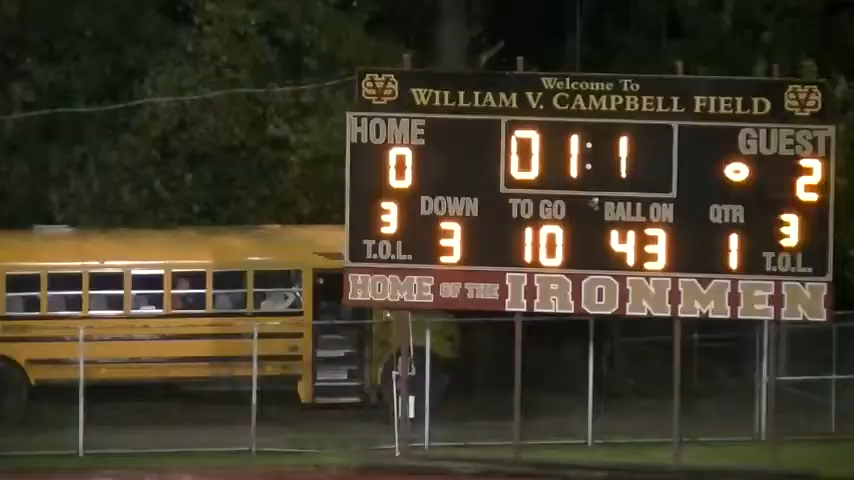 Welcome To
WILLIAM V. CAMPBELL FIELD
HOME GUEST
0 01:1 2
3 DOWN TO GO BALL ON QTR 3
T.O.L. 3 10 43 1 T.O.L.
HOME OF THE IRONMEN